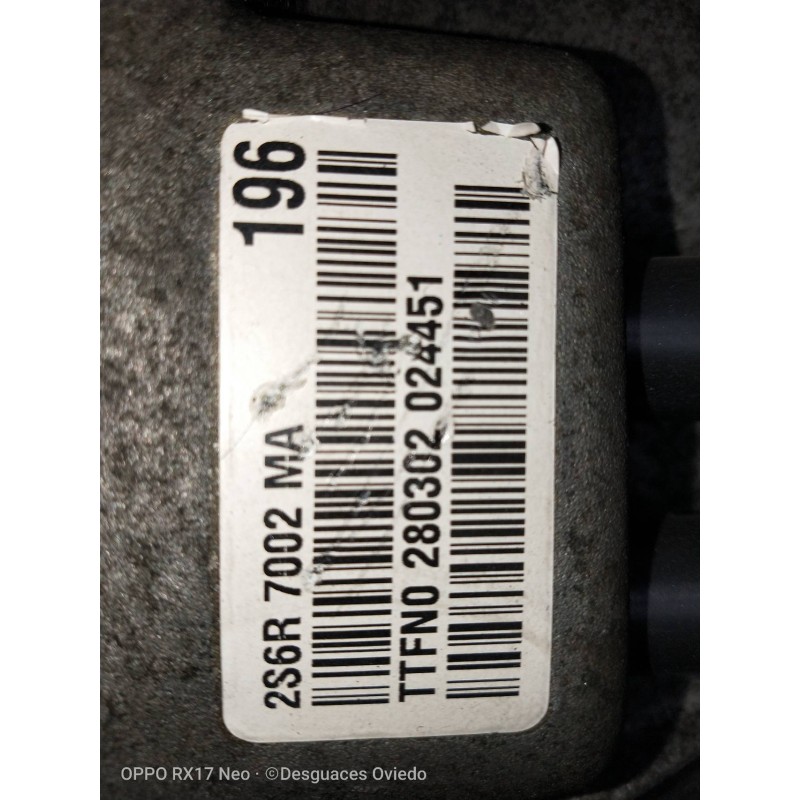 2S6R 7002 MA 196
TTFN0 280302 024451
OPPO RX17 Neo · ©Desguaces Oviedo